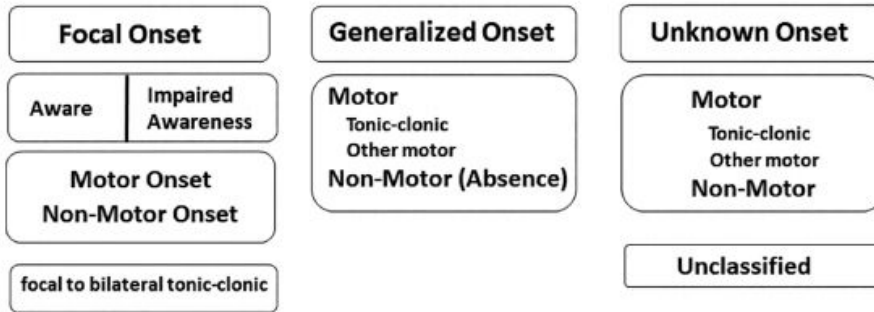 Focal Onset
Aware
Impaired
Awareness
Motor Onset
Non-Motor Onset
focal to bilateral tonic-clonic
Generalized Onset
Motor
Tonic-clonic
Other motor
Non-Motor (Absence)
Unknown Onset
Motor
Tonic-clonic
Other motor
Non-Motor
Unclassified